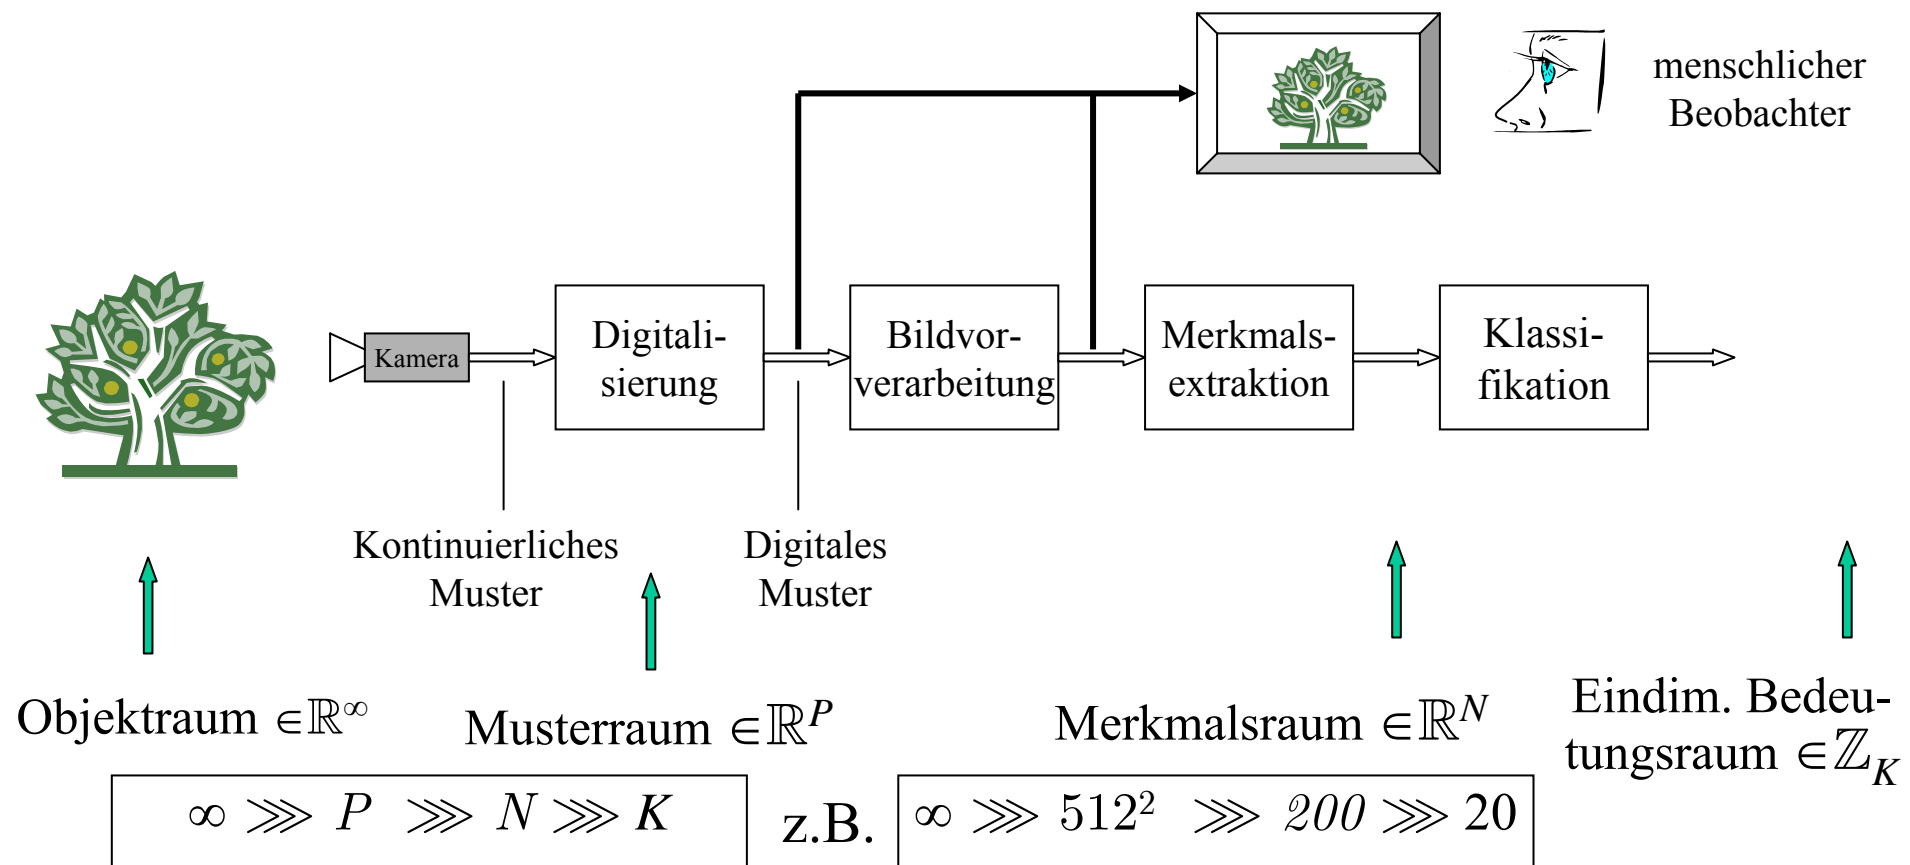 menschlicher
Beobachter
Kamera
Digitali-
sierung
Bildvor-
verarbeitung
Merkmals-
extraktion
Klassi-
fikation
Kontinuierliches
Muster
Digitales
Muster
Objektraum ∈ℝ^∞
Musterraum ∈ℝ^P
Merkmalsraum ∈ℝ^N
Eindim. Bedeu-
tungsraum ∈ℤ_K
∞ ⋙ P ⋙ N ⋙ K
z.B.
∞ ⋙ 512² ⋙ 200 ⋙ 20